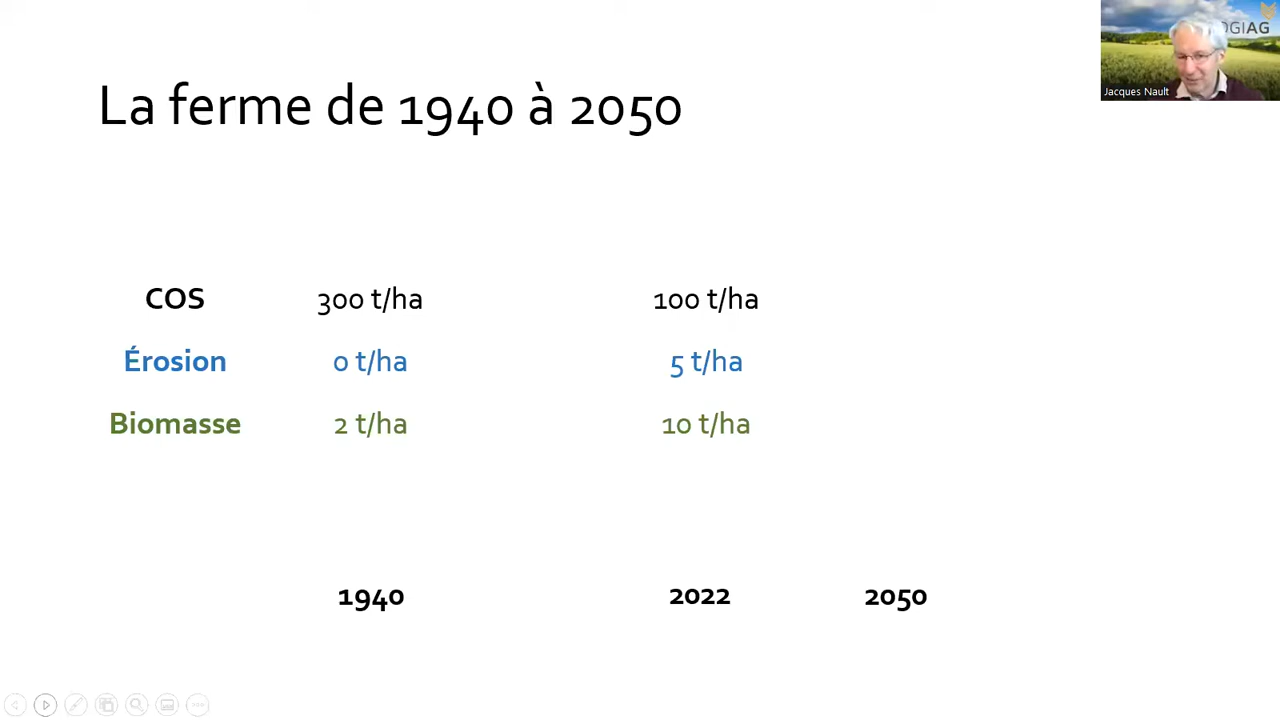 La ferme de 1940 à 2050
OGIAG
Jacques Nault
COS 300 t/ha 100 t/ha
Érosion 0 t/ha 5 t/ha
Biomasse 2 t/ha 10 t/ha
1940 2022 2050